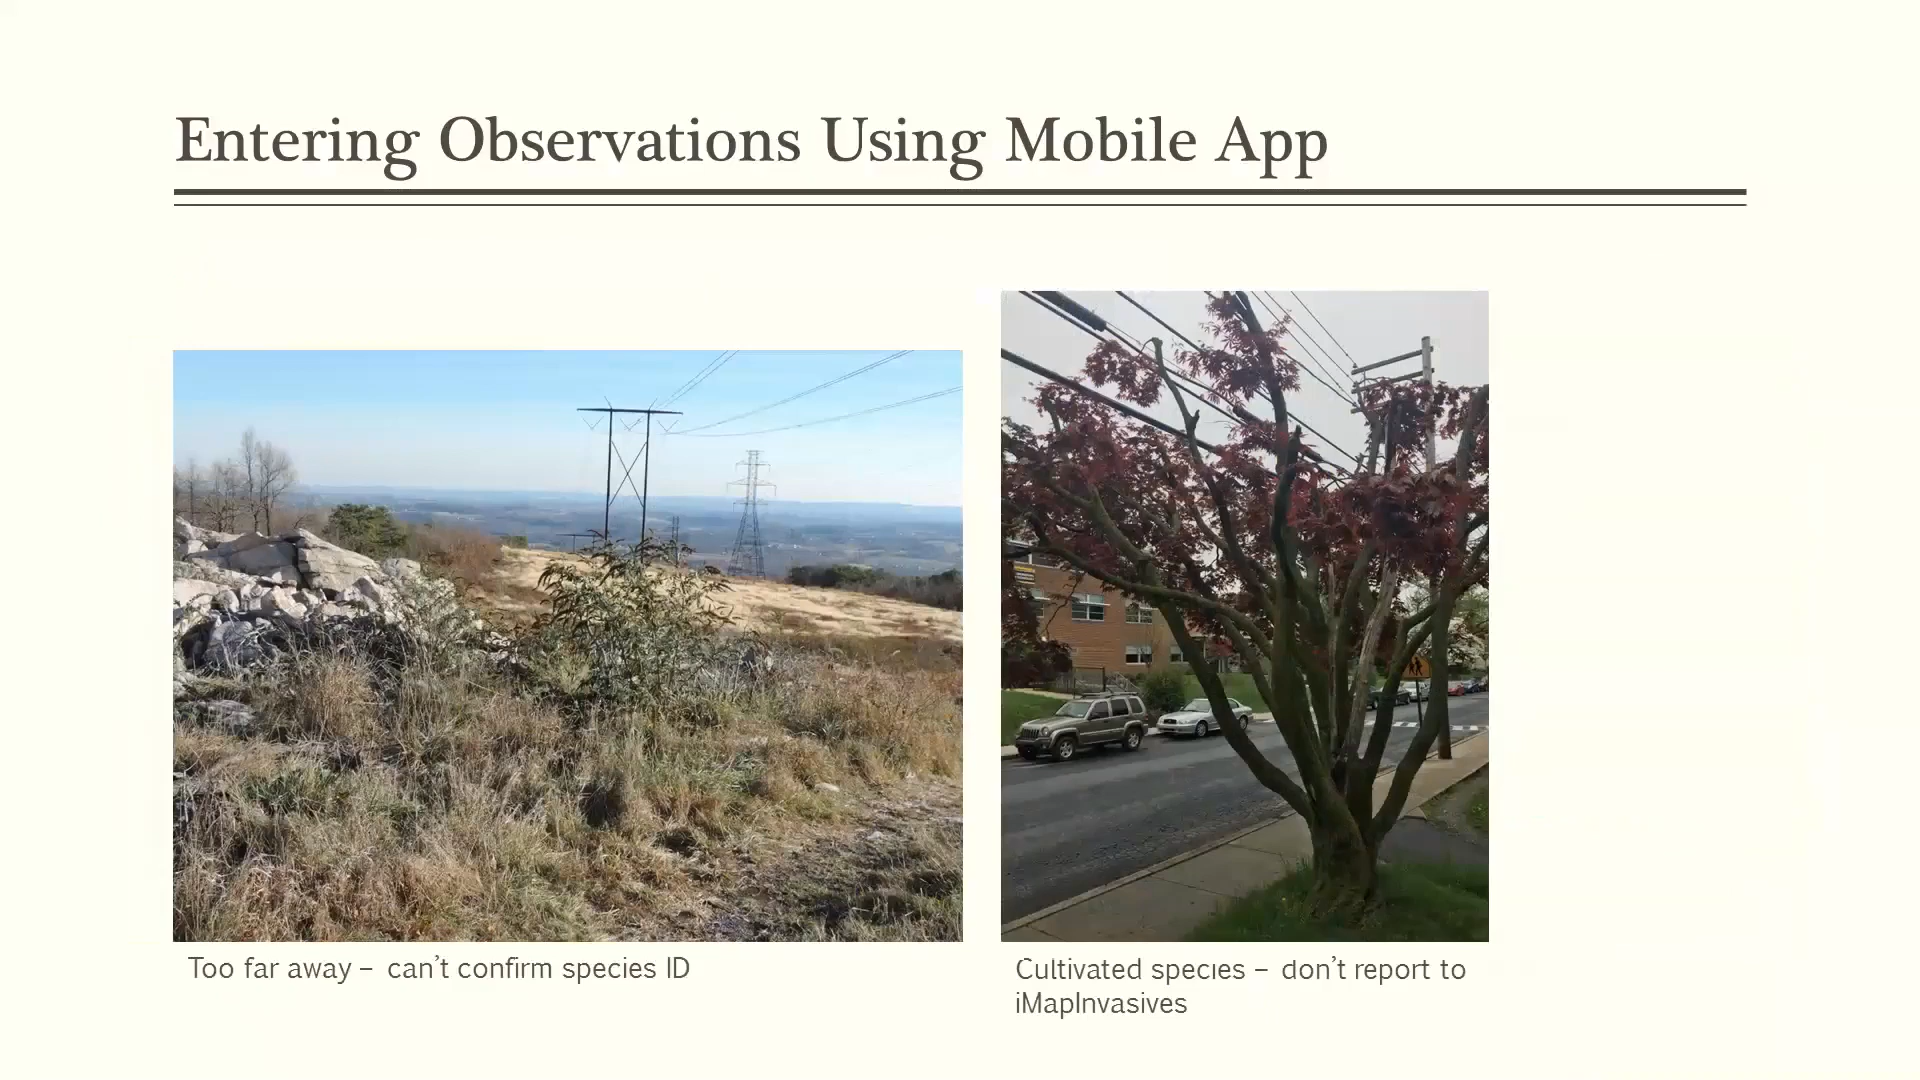 Entering Observations Using Mobile App
Too far away – can't confirm species ID
Cultivated species – don't report to
iMapInvasives